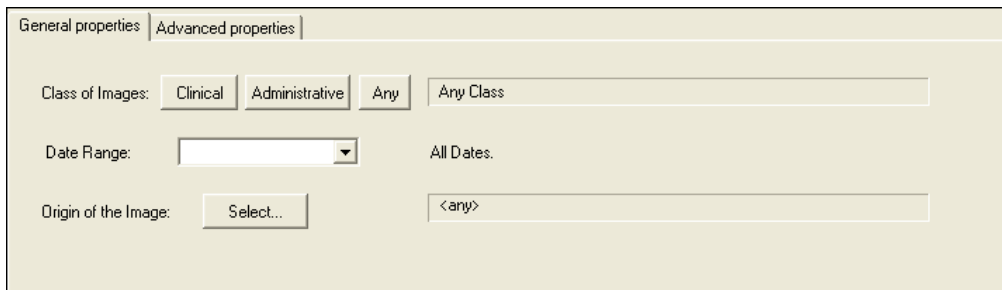 General properties Advanced properties
Class of Images: Clinical Administrative Any Any Class
Date Range: All Dates.
Origin of the Image: Select... <any>